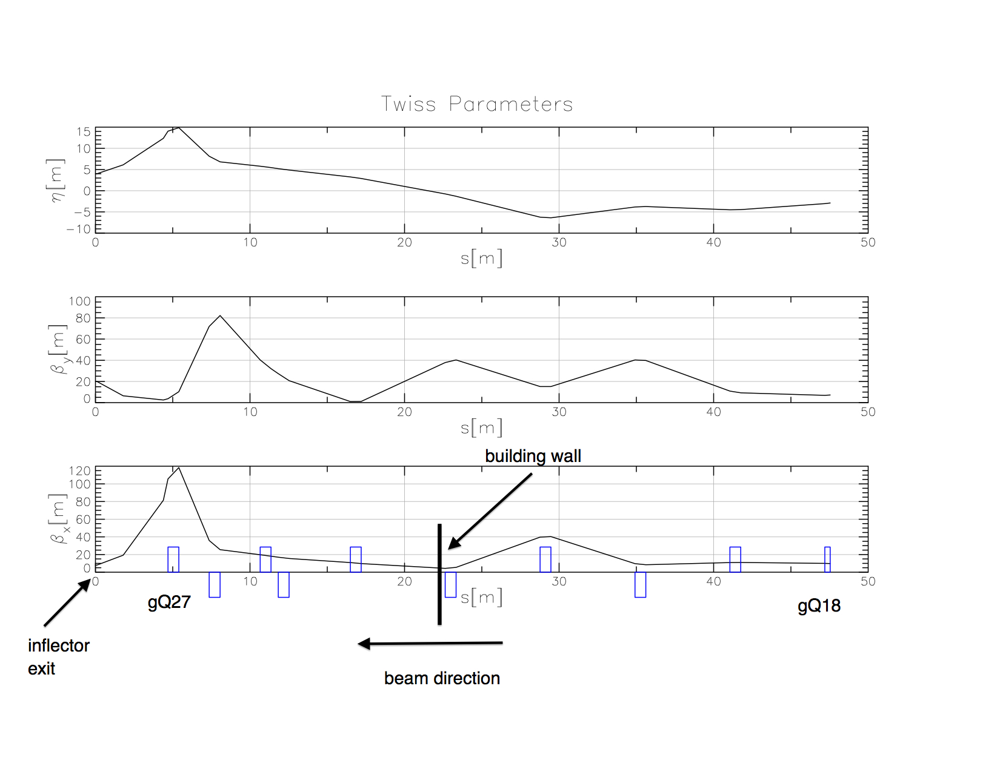 Twiss Parameters
15
10
5
0
−5
−10
η[m]
0 10 20 30 40 50
s[m]
100
80
60
40
20
0
βy[m]
0 10 20 30 40 50
s[m]
building wall
120
100
80
60
40
20
0
βx[m]
0 10 20 30 40 50
s[m]
gQ27
gQ18
inflector
exit
beam direction